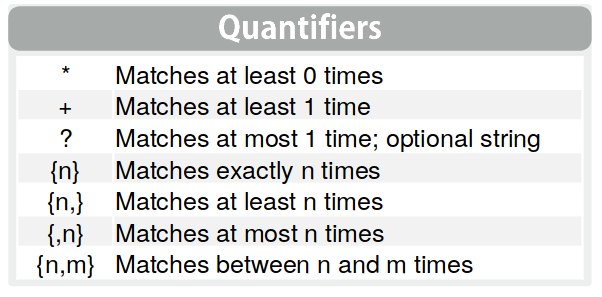 Quantifiers
* Matches at least 0 times
+ Matches at least 1 time
? Matches at most 1 time; optional string
{n} Matches exactly n times
{n,} Matches at least n times
{,n} Matches at most n times
{n,m} Matches between n and m times